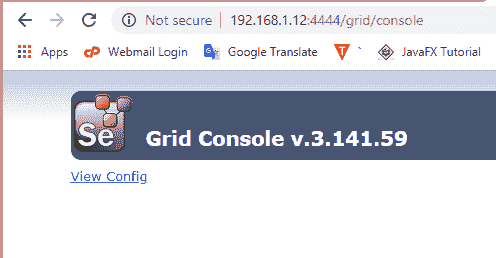 Not secure 192.168.1.12:4444/grid/console
Apps Webmail Login Google Translate ` JavaFX Tutorial
Se Grid Console v.3.141.59
View Config